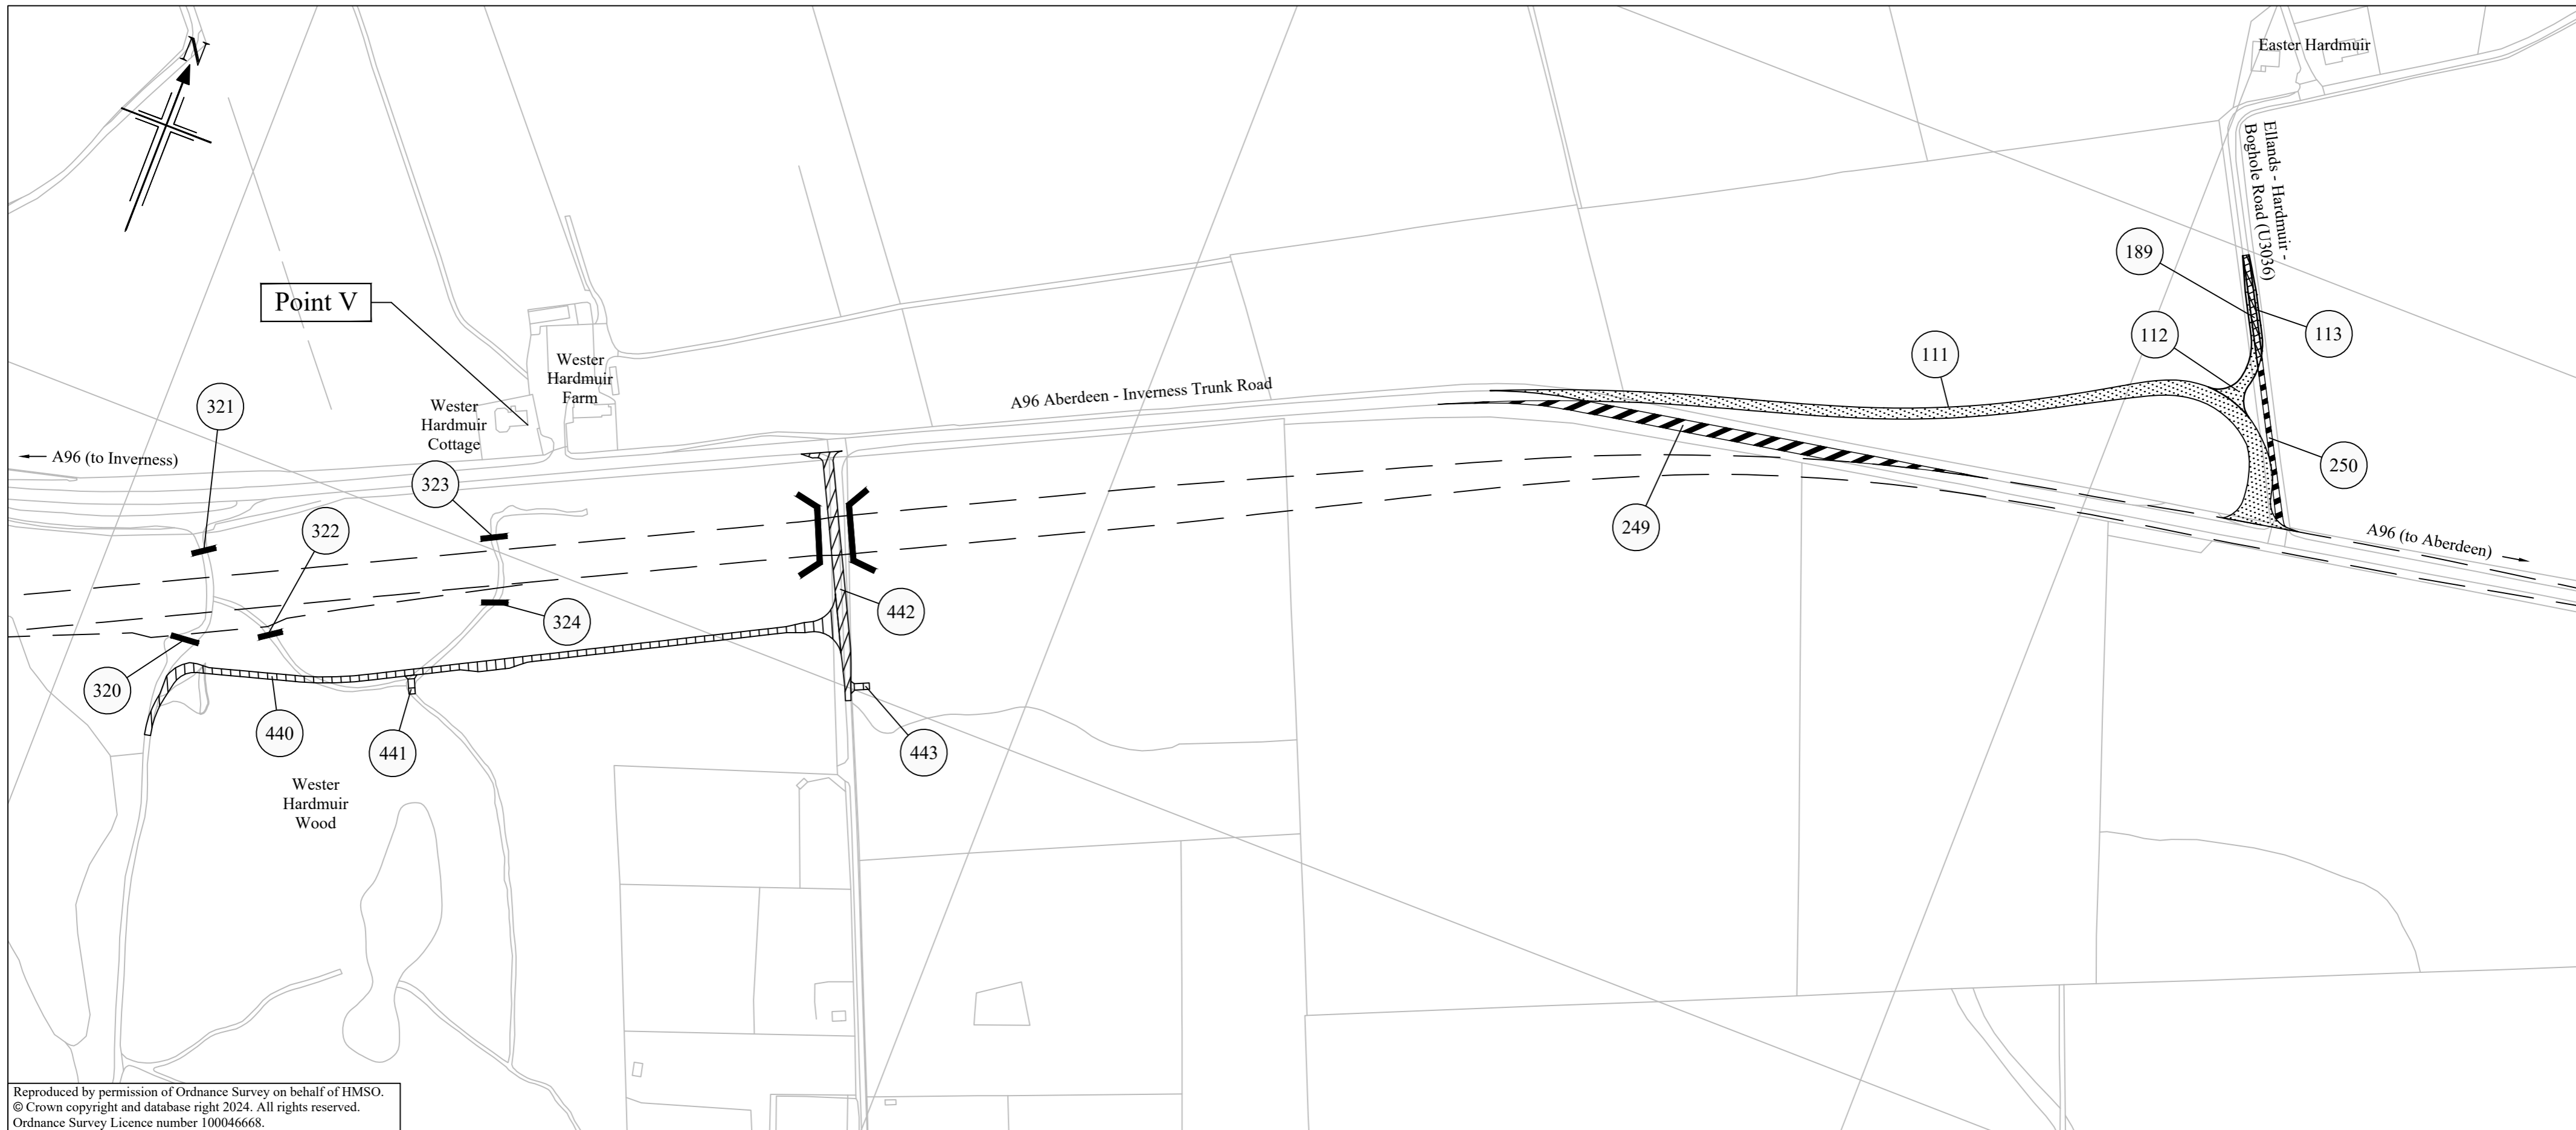 N
Easter Hardmuir
Ellands - Hardmuir -
Boghole Road (U3036)
189
Point V
113
112
111
Wester
Hardmuir
Farm
A96 Aberdeen - Inverness Trunk Road
321
Wester
Hardmuir
Cottage
A96 (to Inverness)
250
323
322
249
A96 (to Aberdeen)
442
324
320
440
441
443
Wester
Hardmuir
Wood
Reproduced by permission of Ordnance Survey on behalf of HMSO.
© Crown copyright and database right 2024. All rights reserved.
Ordnance Survey Licence number 100046668.